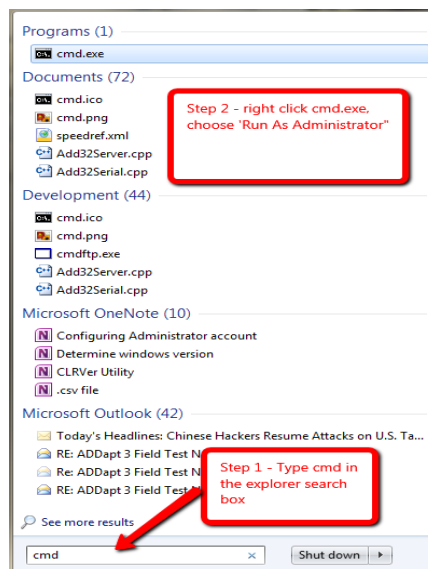 Programs (1)
cmd.exe
Documents (72)
cmd.ico
cmd.png
speedref.xml
Add32Server.cpp
Add32Serial.cpp
Step 2 - right click cmd.exe,
choose 'Run As Administrator"
Development (44)
cmd.ico
cmd.png
cmdftp.exe
Add32Server.cpp
Add32Serial.cpp
Microsoft OneNote (10)
Configuring Administrator account
Determine windows version
CLRVer Utility
.csv file
Microsoft Outlook (42)
Today's Headlines: Chinese Hackers Resume Attacks on U.S. Ta...
RE: ADDapt 3 Field Test N
RE: ADDapt 3 Field Test N
RE: ADDapt 3 Field Test N
Step 1 - Type cmd in
the explorer search
box
See more results
cmd
Shut down